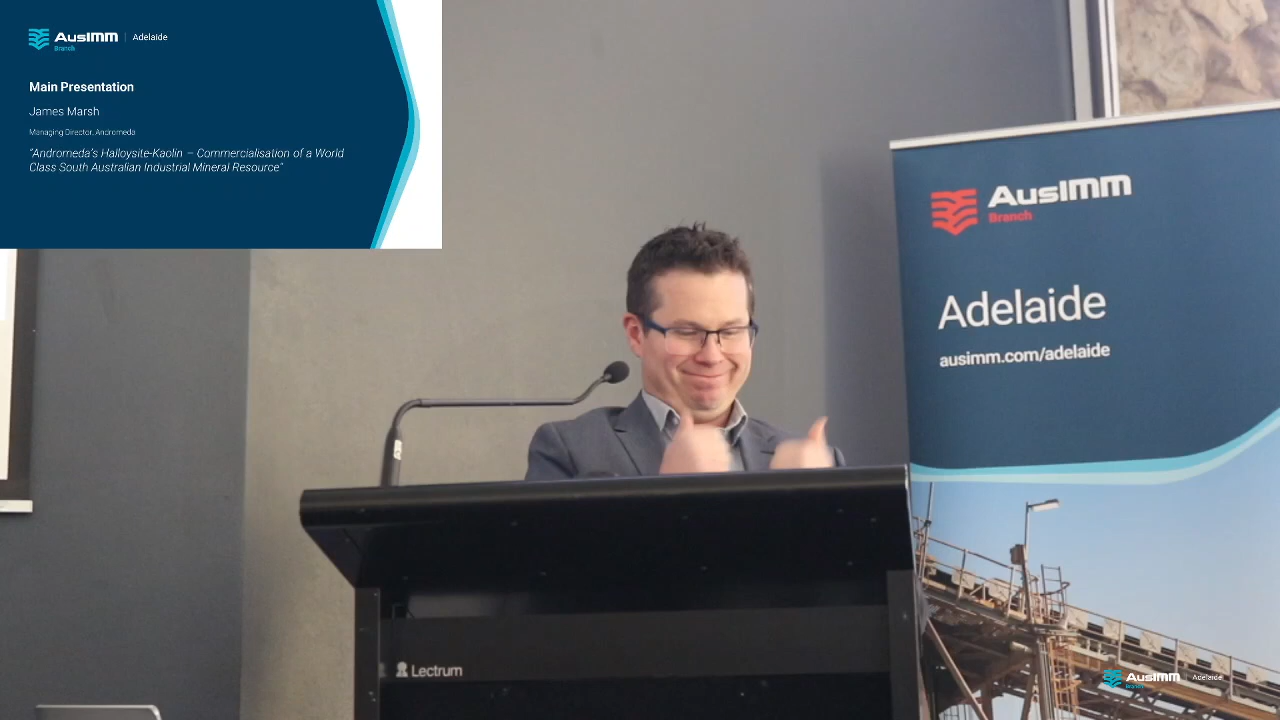 AusIMM | Adelaide
Branch
Main Presentation
James Marsh
Managing Director, Andromeda
"Andromeda's Halloysite-Kaolin – Commercialisation of a World
Class South Australian Industrial Mineral Resource"
AusIMM
Branch
Adelaide
ausimm.com/adelaide
Lectrum
AusIMM | Adelaide
Branch